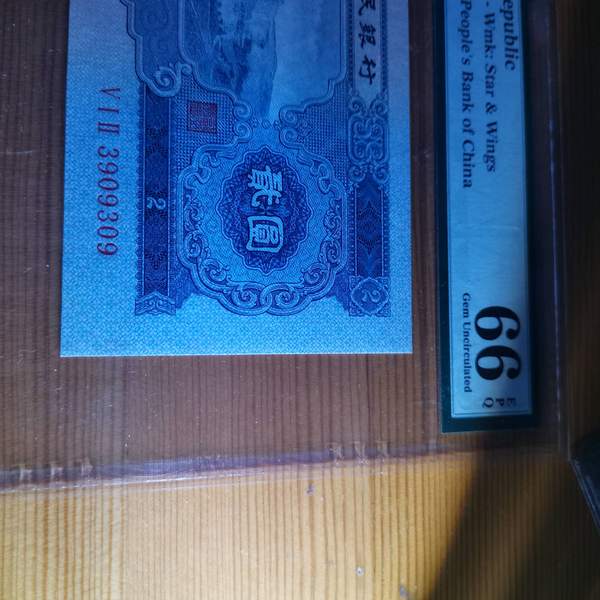 epublic
- Wmk: Star & Wings
People's Bank of China
66 EPQ
Gem Uncirculated
民銀行
貳圓
2
2
V I II 3909309